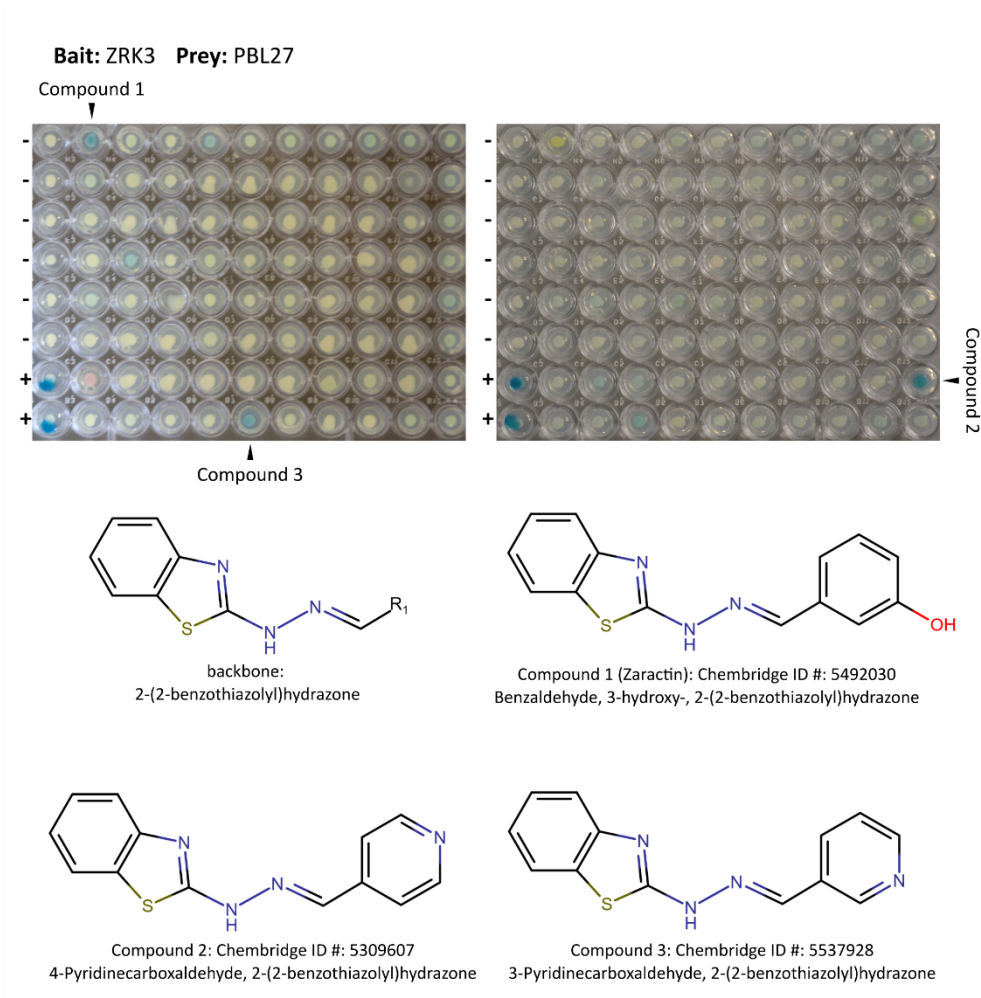 Bait: ZRK3 Prey: PBL27
Compound 1
-
-
-
-
-
-
+
+
-
-
-
-
-
-
+
+
Compound 2
Compound 3
N
S
N
H
N
R1
backbone:
2-(2-benzothiazolyl)hydrazone
N
S
N
H
N
OH
Compound 1 (Zaractin): Chembridge ID #: 5492030
Benzaldehyde, 3-hydroxy-, 2-(2-benzothiazolyl)hydrazone
N
S
N
H
N
N
Compound 2: Chembridge ID #: 5309607
4-Pyridinecarboxaldehyde, 2-(2-benzothiazolyl)hydrazone
N
S
N
H
N
N
Compound 3: Chembridge ID #: 5537928
3-Pyridinecarboxaldehyde, 2-(2-benzothiazolyl)hydrazone